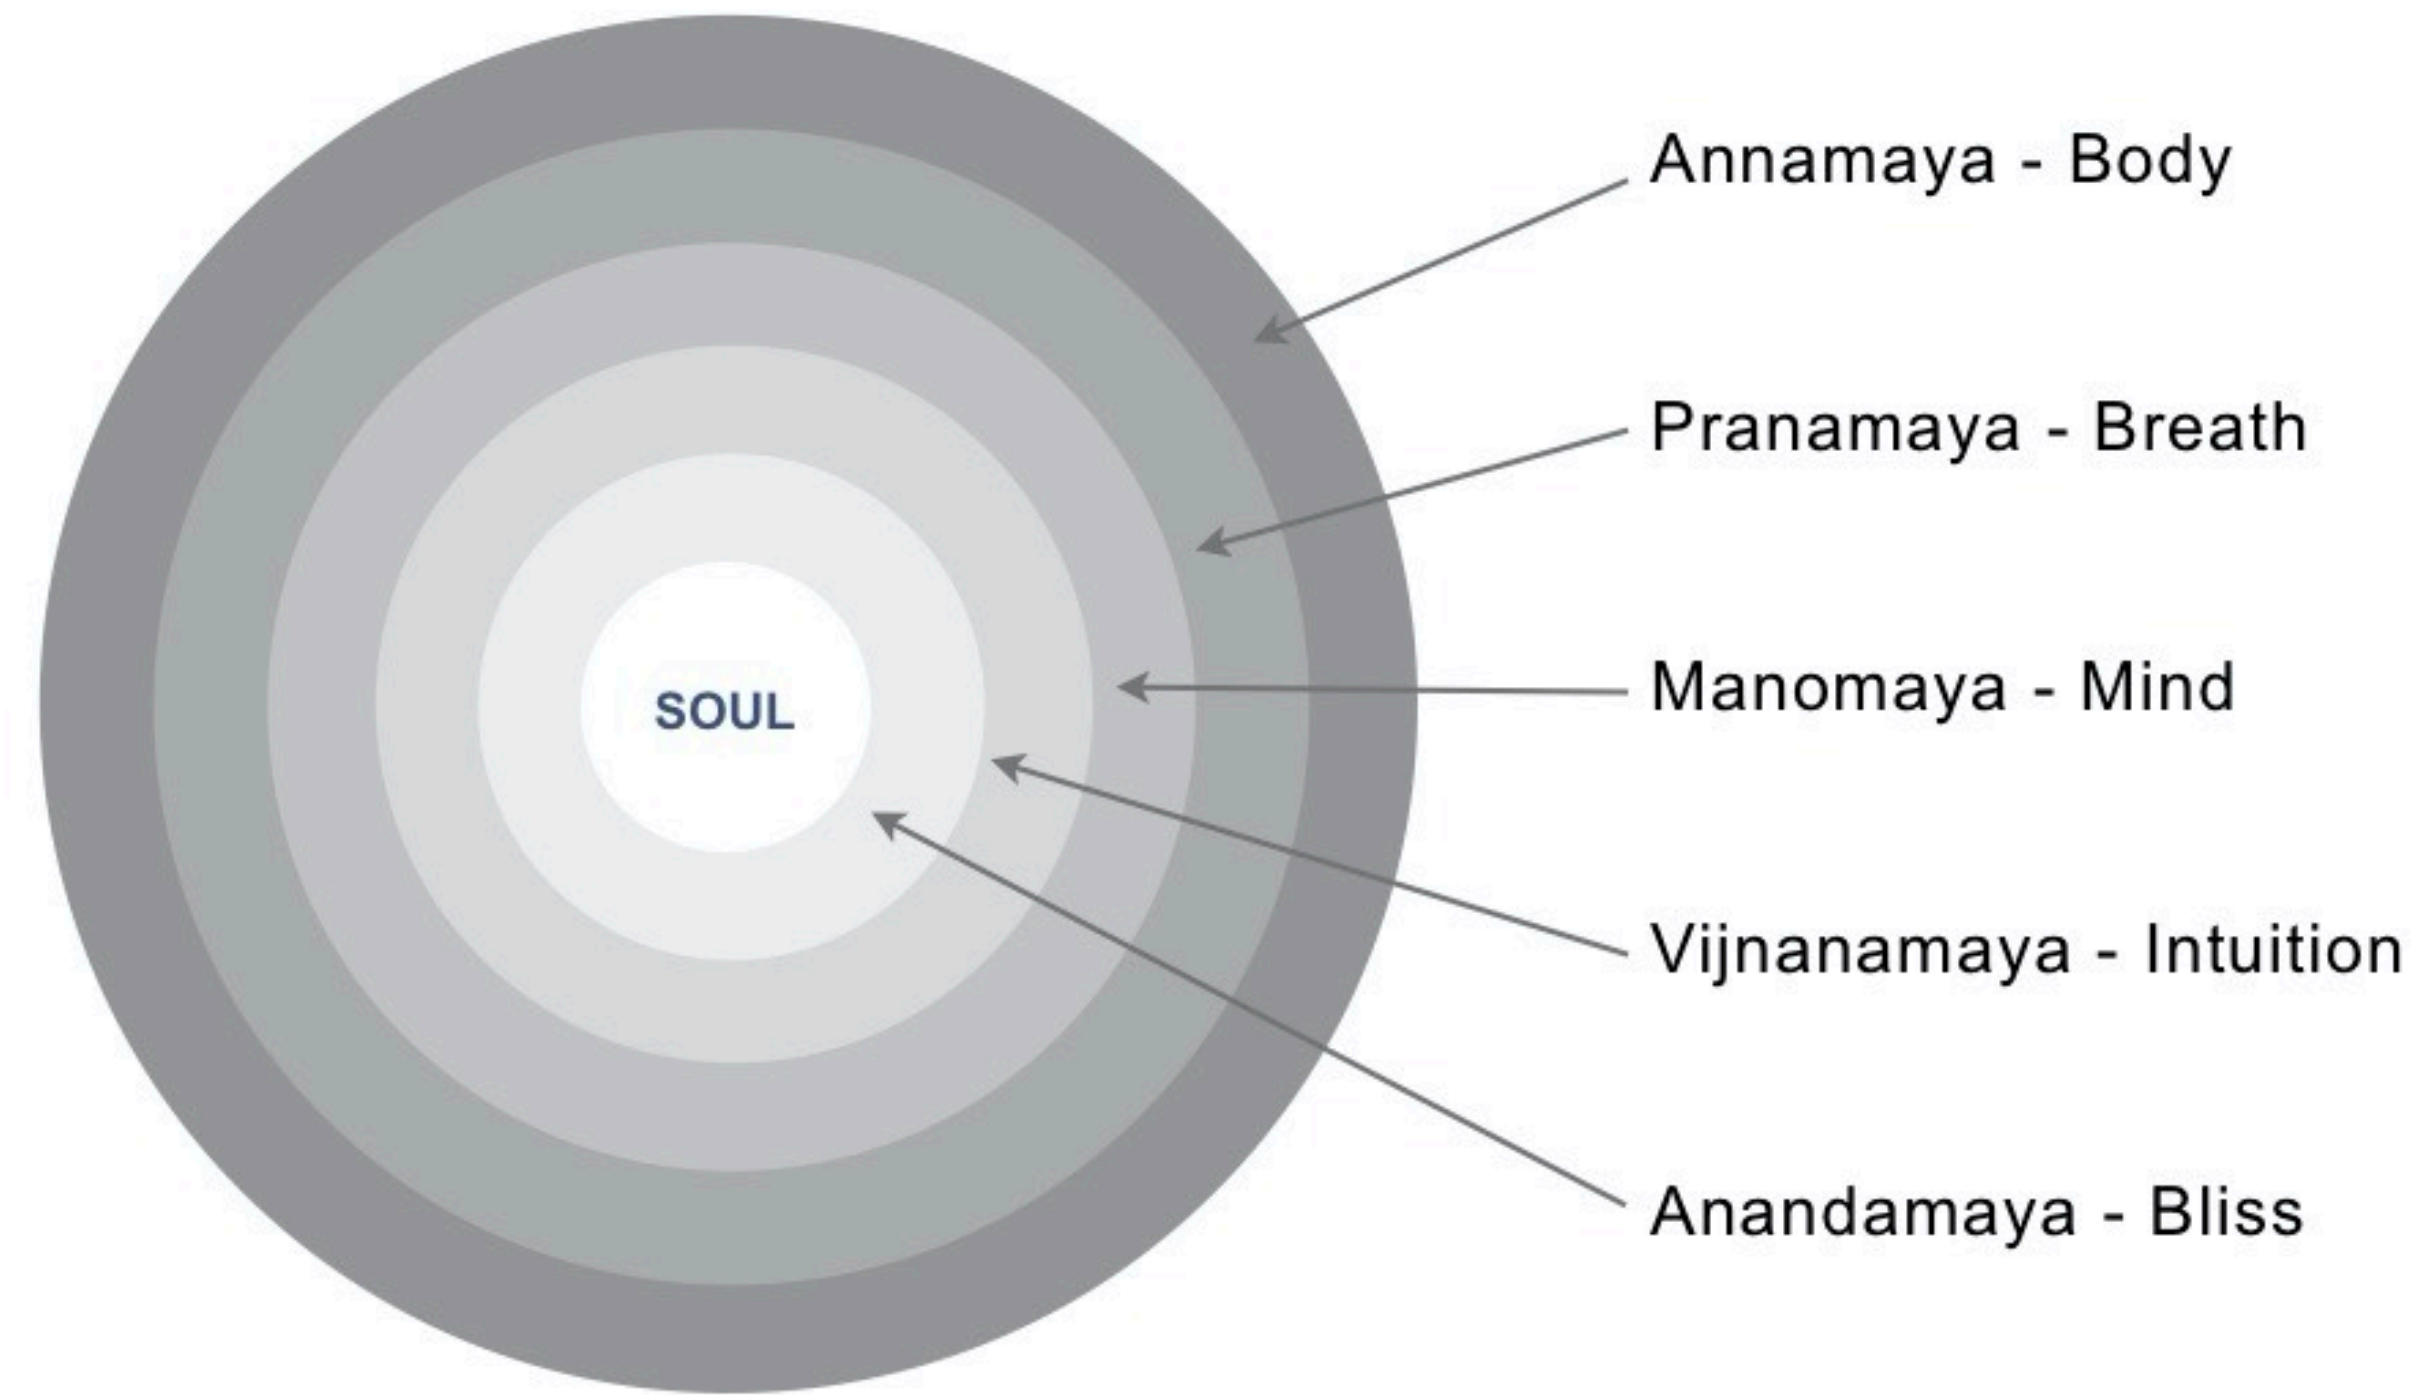 Annamaya - Body
Pranamaya - Breath
Manomaya - Mind
SOUL
Vijnanamaya - Intuition
Anandamaya - Bliss